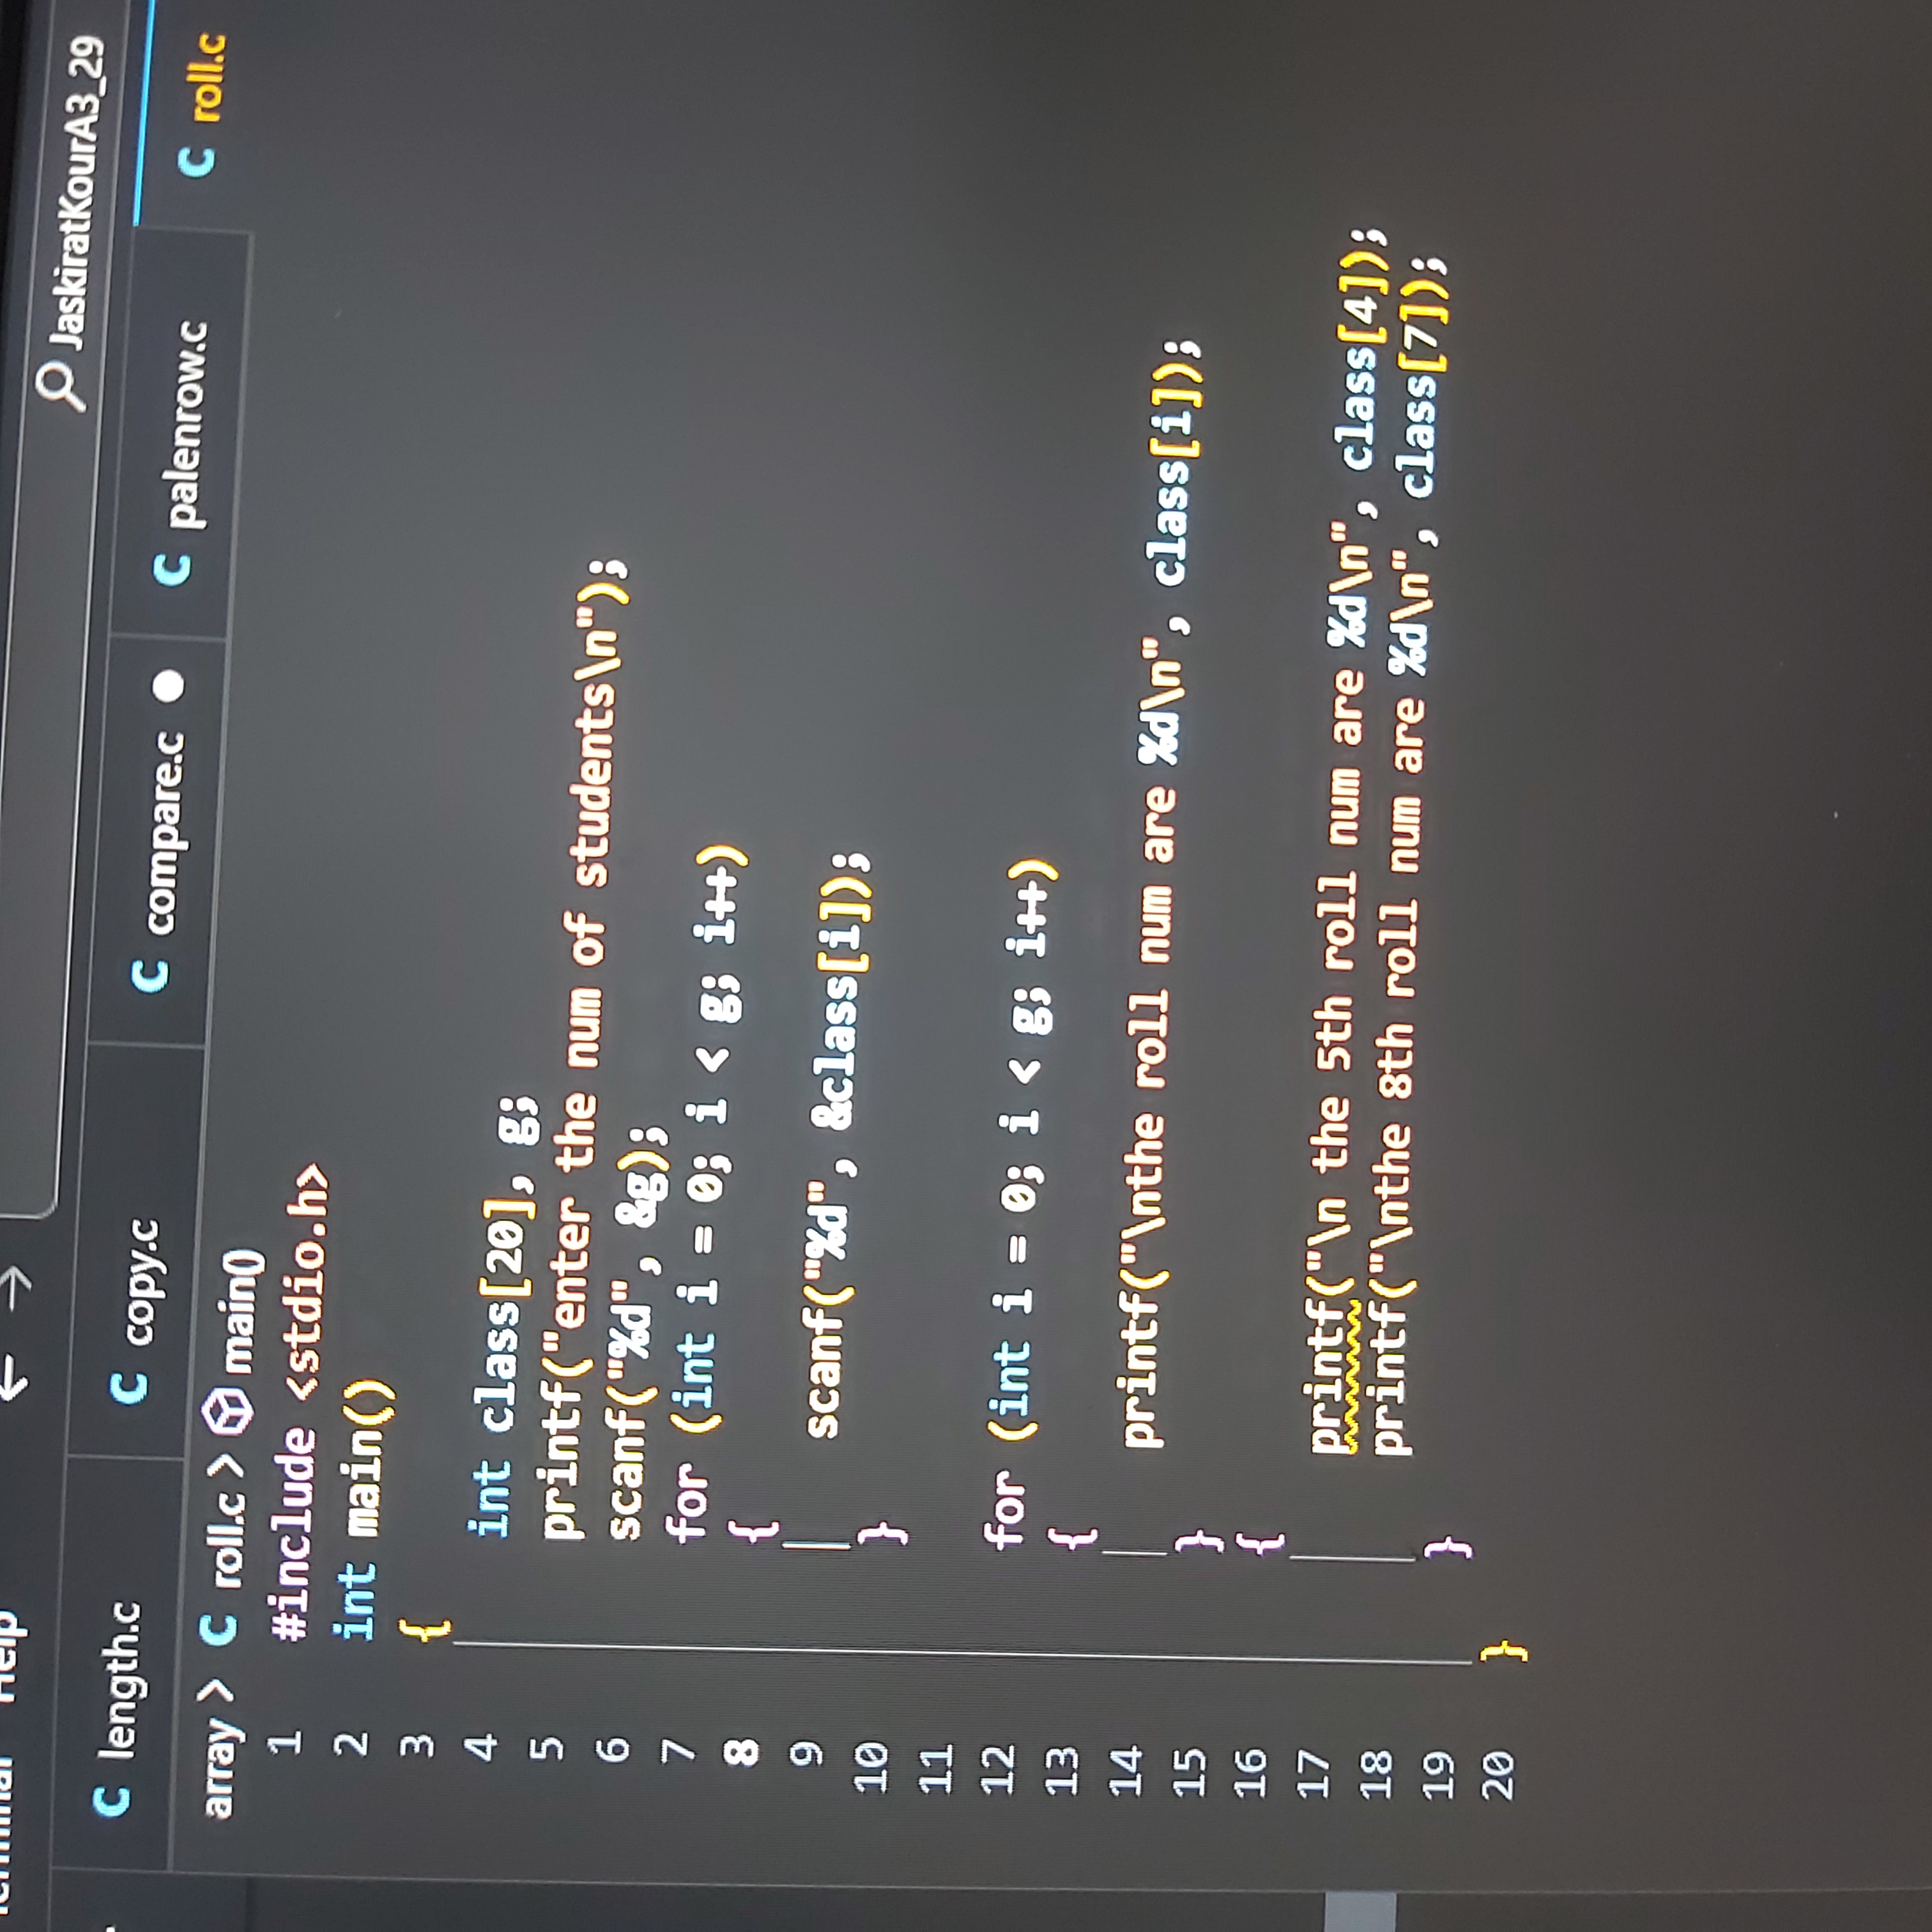 Help ← →
JaskiratKourA3_29
C length.c C copy.c C compare.c ● C palenrow.c C roll.c
array > C roll.c > main()
1 #include <stdio.h>
2 int main()
3 {
4 int class[20], g;
5 printf("enter the num of students\n");
6 scanf("%d", &g);
7 for (int i = 0; i < g; i++)
8 {
9 scanf("%d", &class[i]);
10 }
11
12 for (int i = 0; i < g; i++)
13 {
14 printf("\nthe roll num are %d\n", class[i]);
15 }
16 {
17 printf("\n the 5th roll num are %d\n", class[4]);
18 printf("\nthe 8th roll num are %d\n", class[7]);
19 }
20 }